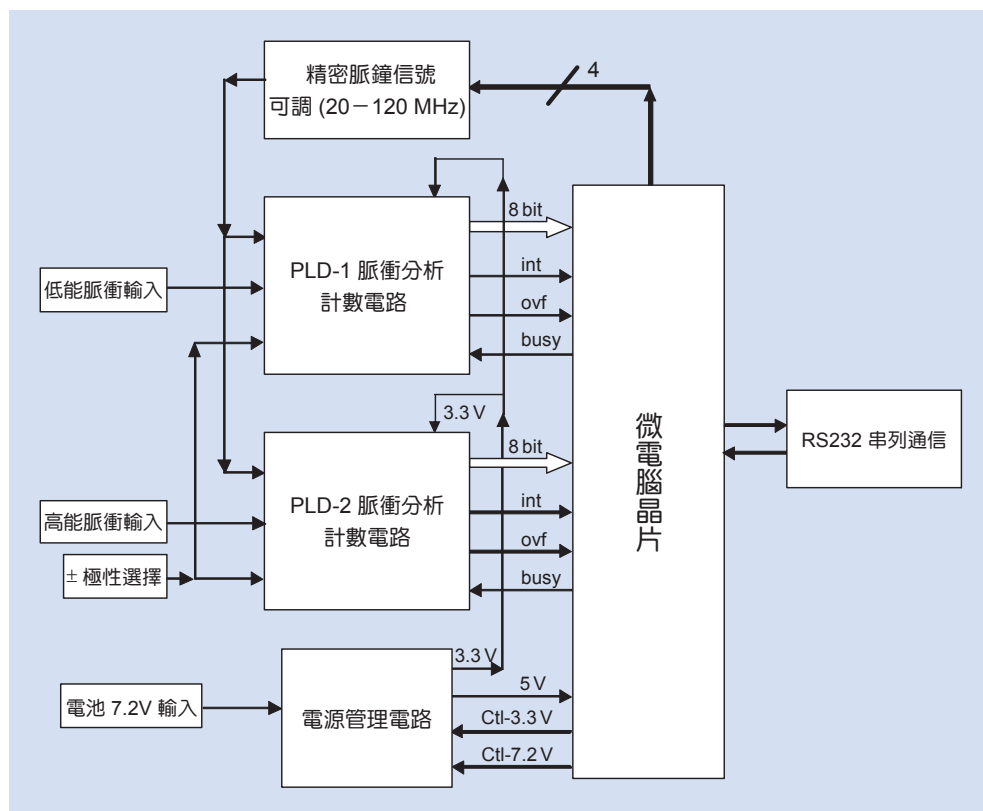 精密脈鐘信號
可調 (20－120 MHz)
4
8 bit
PLD-1 脈衝分析
計數電路
int
低能脈衝輸入
ovf
busy
3.3 V
8 bit
微電腦晶片
RS232 串列通信
PLD-2 脈衝分析
計數電路
int
高能脈衝輸入
ovf
± 極性選擇
busy
3.3 V
5 V
電池 7.2V 輸入
電源管理電路
Ctl-3.3 V
Ctl-7.2 V